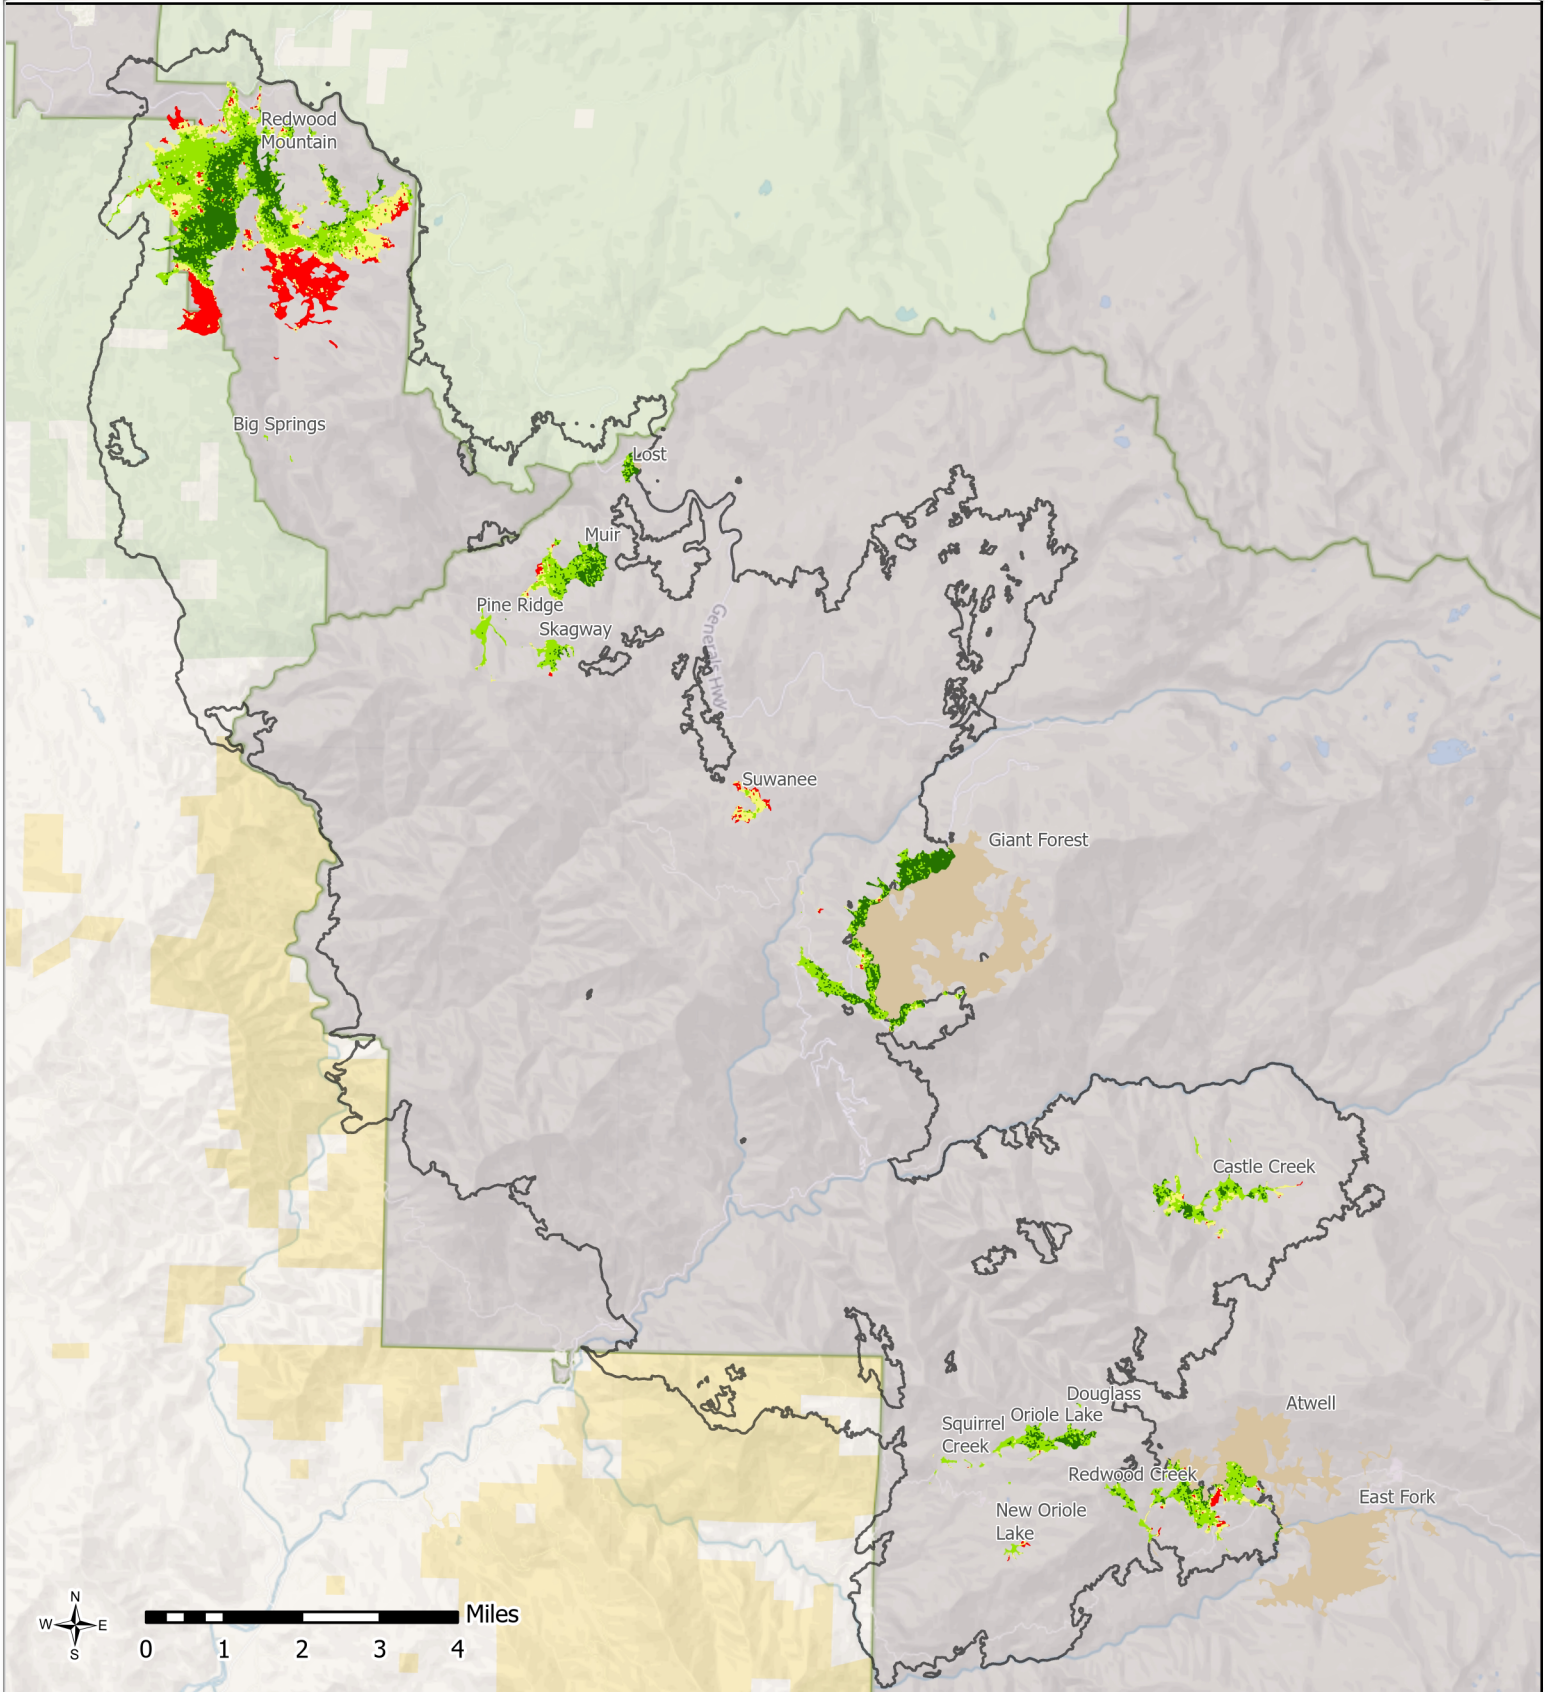 Redwood
Mountain
Big Springs
Lost
Muir
Pine Ridge
Skagway
Generals Hwy
Suwanee
Giant Forest
Castle Creek
Douglass
Oriole Lake
Squirrel
Creek
Atwell
Redwood Creek
East Fork
New Oriole
Lake
N
W E
S
Miles
0 1 2 3 4